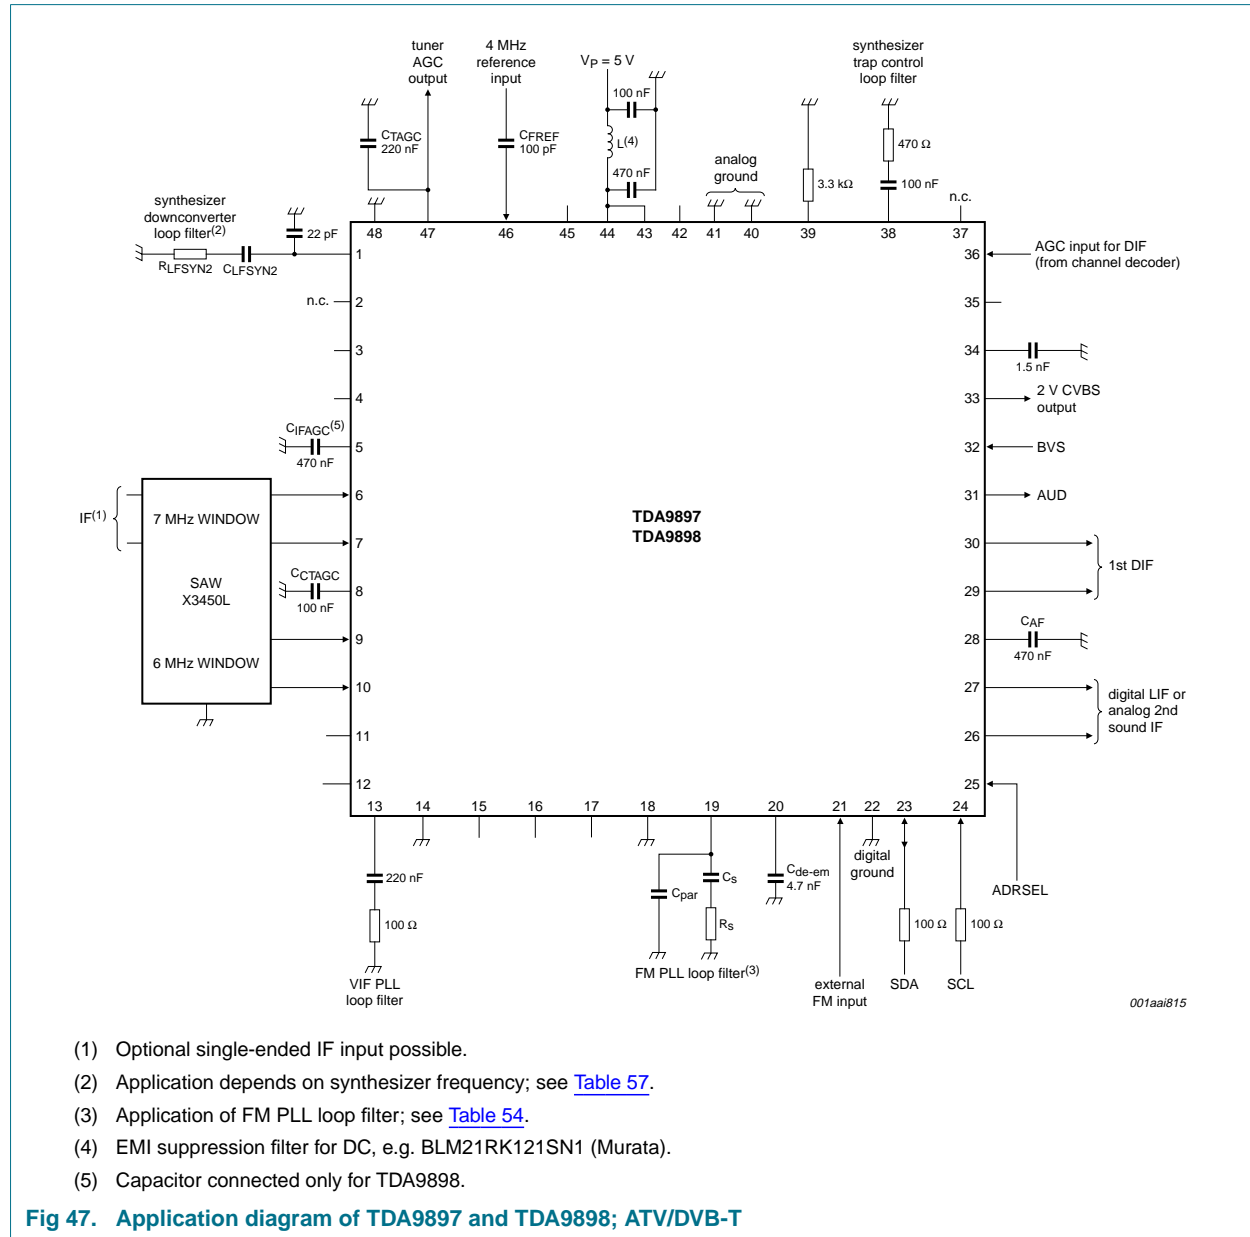 tuner
AGC
output
4 MHz
reference
input
VP = 5 V
synthesizer
trap control
loop filter
100 nF
CTAGC
220 nF
CFREF
100 pF
L(4)
470 nF
analog
ground
3.3 kΩ
470 Ω
100 nF
n.c.
synthesizer
downconverter
loop filter(2)
22 pF
RLFSYN2
CLFSYN2
48
47
46
45
44
43
42
41
40
39
38
37
1
36
AGC input for DIF
(from channel decoder)
n.c.
2
35
3
34
1.5 nF
4
33
2 V CVBS
output
CIFAGC(5)
470 nF
5
32
BVS
IF(1)
7 MHz WINDOW
SAW
X3450L
6 MHz WINDOW
6
31
AUD
TDA9897
TDA9898
7
30
1st DIF
CCTAGC
100 nF
8
29
9
28
CAF
470 nF
10
27
digital LIF or
analog 2nd
sound IF
11
26
12
25
13
14
15
16
17
18
19
20
21
22
23
24
220 nF
100 Ω
VIF PLL
loop filter
Cpar
Cs
Rs
FM PLL loop filter(3)
Cde-em
4.7 nF
digital
ground
external
FM input
100 Ω
SDA
100 Ω
SCL
ADRSEL
001aai815
(1) Optional single-ended IF input possible.
(2) Application depends on synthesizer frequency; see Table 57.
(3) Application of FM PLL loop filter; see Table 54.
(4) EMI suppression filter for DC, e.g. BLM21RK121SN1 (Murata).
(5) Capacitor connected only for TDA9898.
Fig 47. Application diagram of TDA9897 and TDA9898; ATV/DVB-T